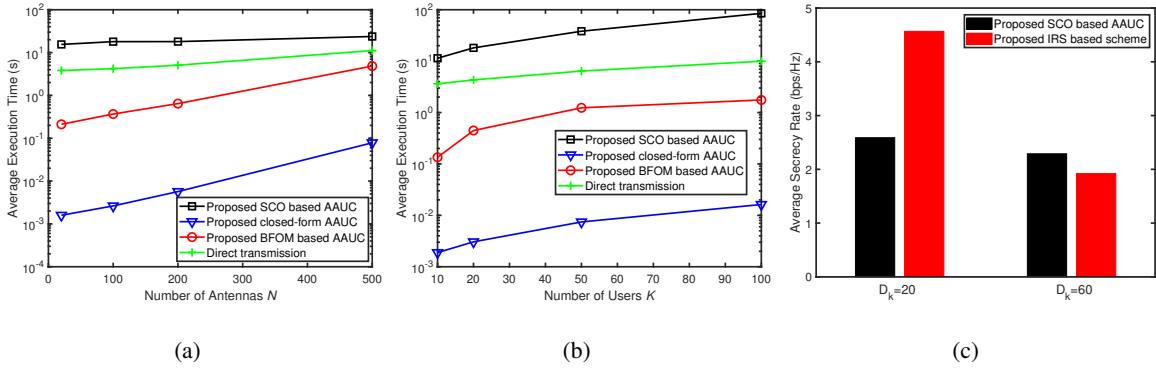 10^2
10^1
10^0
10^-1
10^-2
10^-3
10^-4
Average Execution Time (s)
Proposed SCO based AAUC
Proposed closed-form AAUC
Proposed BFOM based AAUC
Direct transmission
0 100 200 300 400 500
Number of Antennas N
(a)
10^2
10^1
10^0
10^-1
10^-2
10^-3
Average Execution Time (s)
Proposed SCO based AAUC
Proposed closed-form AAUC
Proposed BFOM based AAUC
Direct transmission
10 20 30 40 50 60 70 80 90 100
Number of Users K
(b)
5
4
3
2
1
0
Average Secrecy Rate (bps/Hz)
Proposed SCO based AAUC
Proposed IRS based scheme
D_k=20 D_k=60
(c)